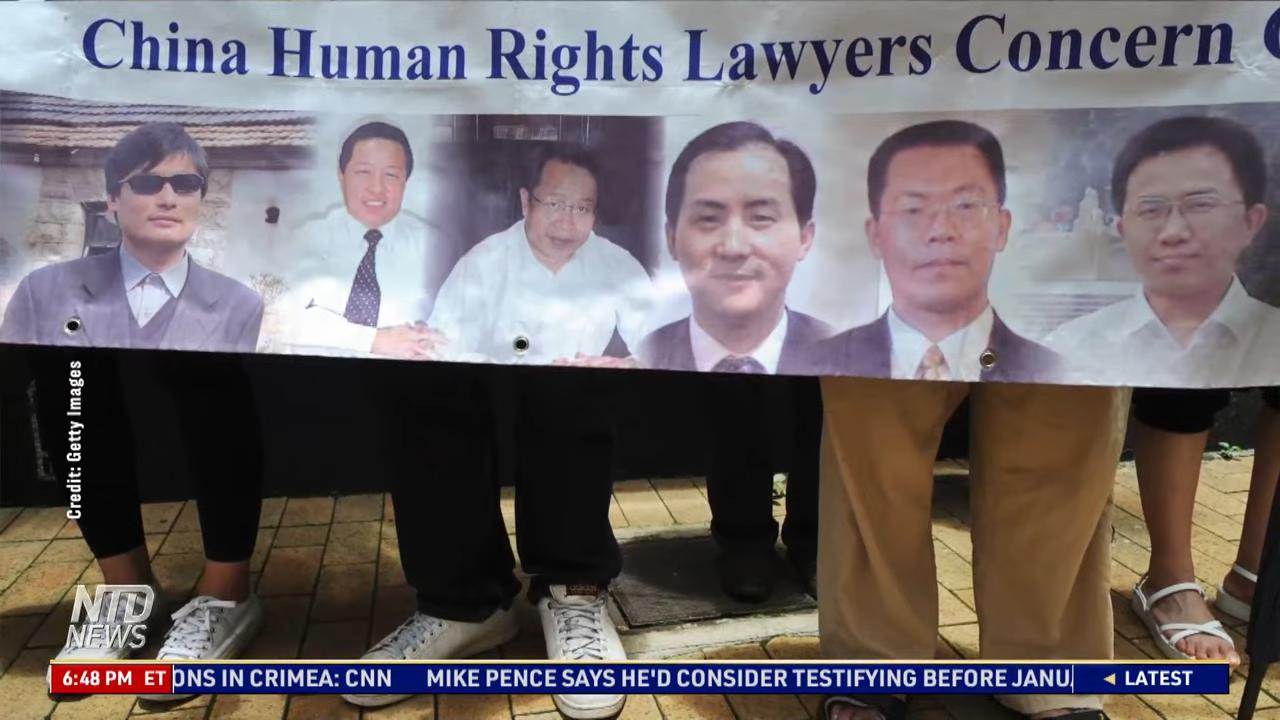 China Human Rights Lawyers Concern
Credit: Getty Images
NTD
NEWS
6:48 PM ET
ONS IN CRIMEA: CNN MIKE PENCE SAYS HE'D CONSIDER TESTIFYING BEFORE JANU
◄ LATEST